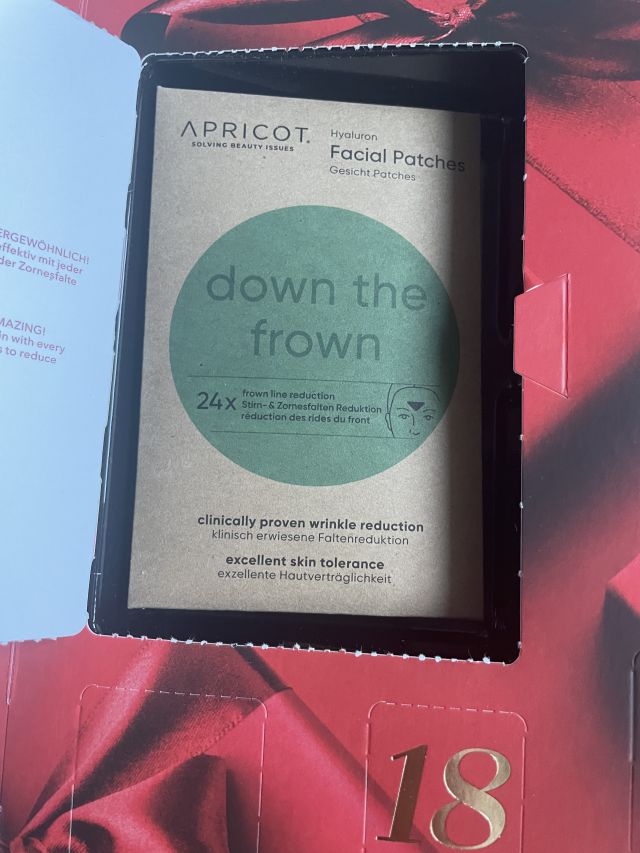 ERGEWÖHNLICH!
effektiv mit jeder
der Zornesfalte
MAZING!
n with every
s to reduce
APRICOT®
SOLVING BEAUTY ISSUES
Hyaluron
Facial Patches
Gesicht Patches
down the
frown
24x
frown line reduction
Stirn- & Zornesfalten Reduktion
réduction des rides du front
clinically proven wrinkle reduction
klinisch erwiesene Faltenreduktion
excellent skin tolerance
exzellente Hautverträglichkeit
18